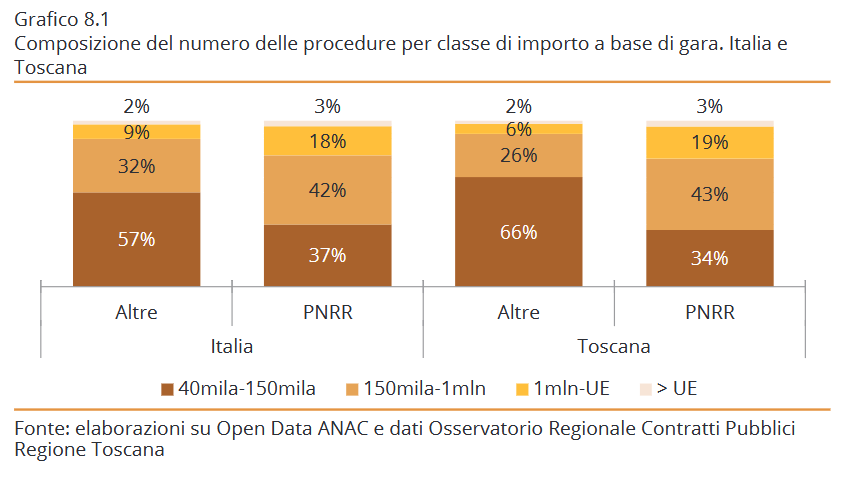 Grafico 8.1
Composizione del numero delle procedure per classe di importo a base di gara. Italia e
Toscana
2% 3% 2% 3%
9% 18% 6% 19%
32% 42% 26% 43%
57% 37% 66% 34%
Altre PNRR Altre PNRR
Italia Toscana
40mila-150mila 150mila-1mln 1mln-UE > UE
Fonte: elaborazioni su Open Data ANAC e dati Osservatorio Regionale Contratti Pubblici
Regione Toscana